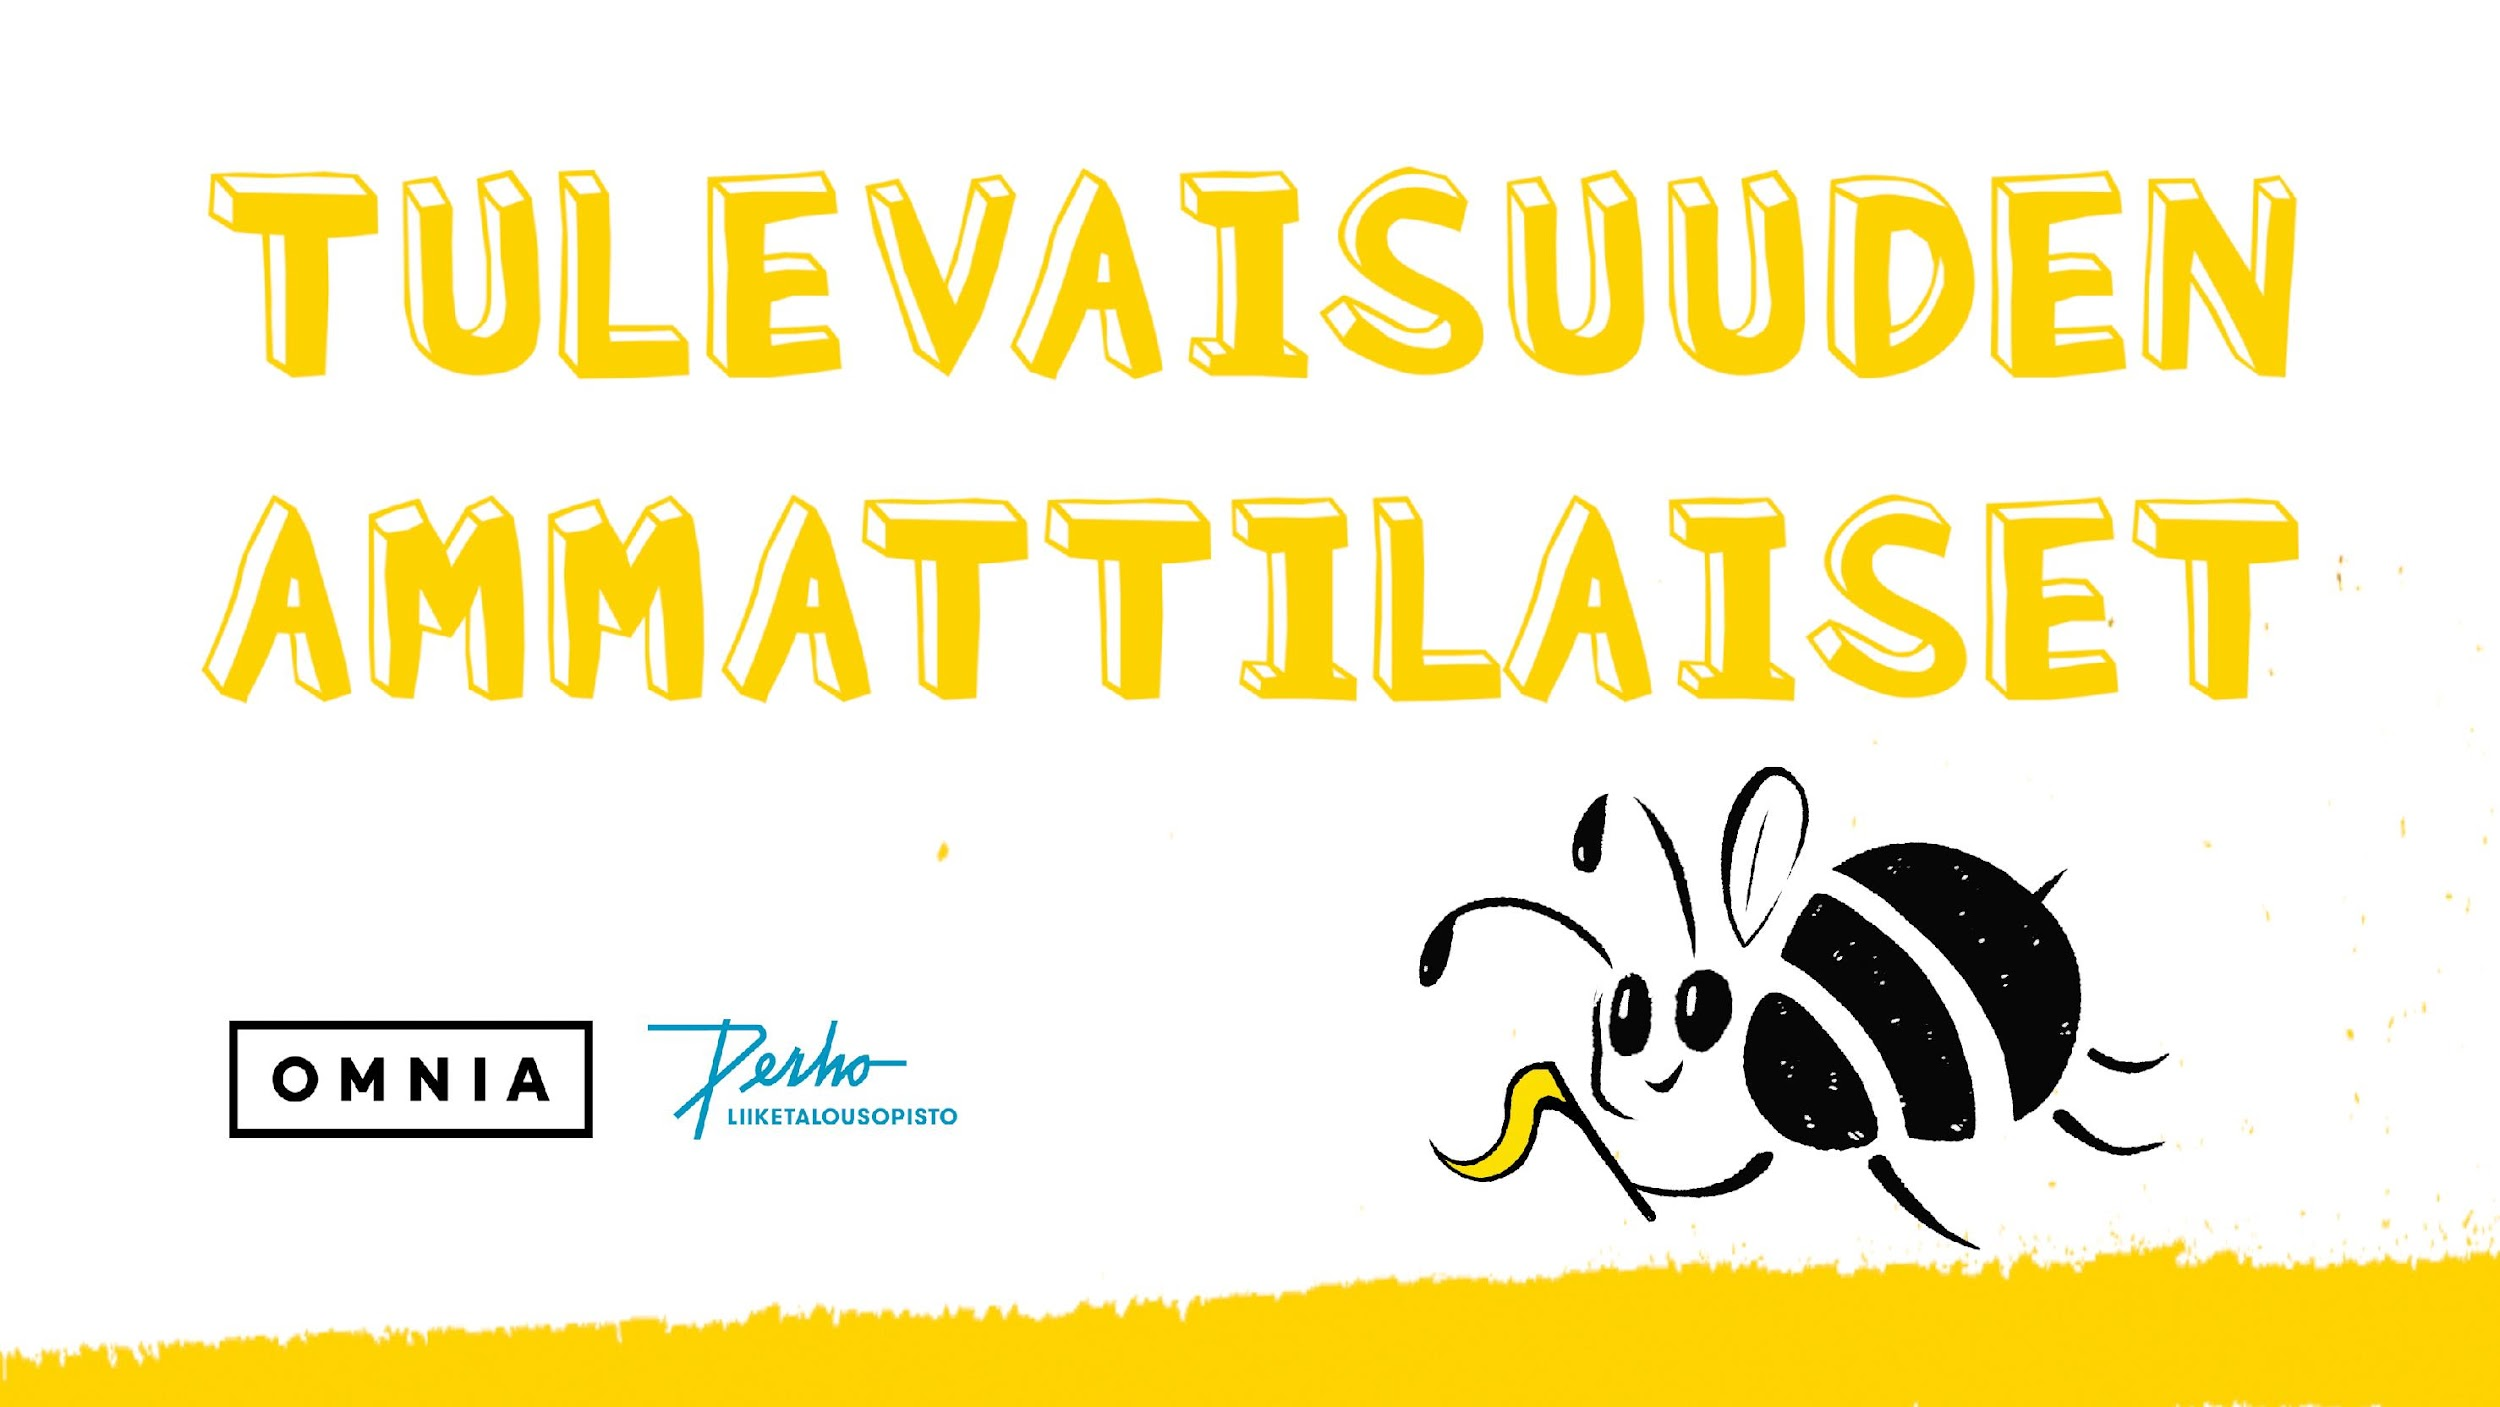 TULEVAISUUDEN
AMMATTILAISET
OMNIA
Perho
LIIKETALOUSOPISTO